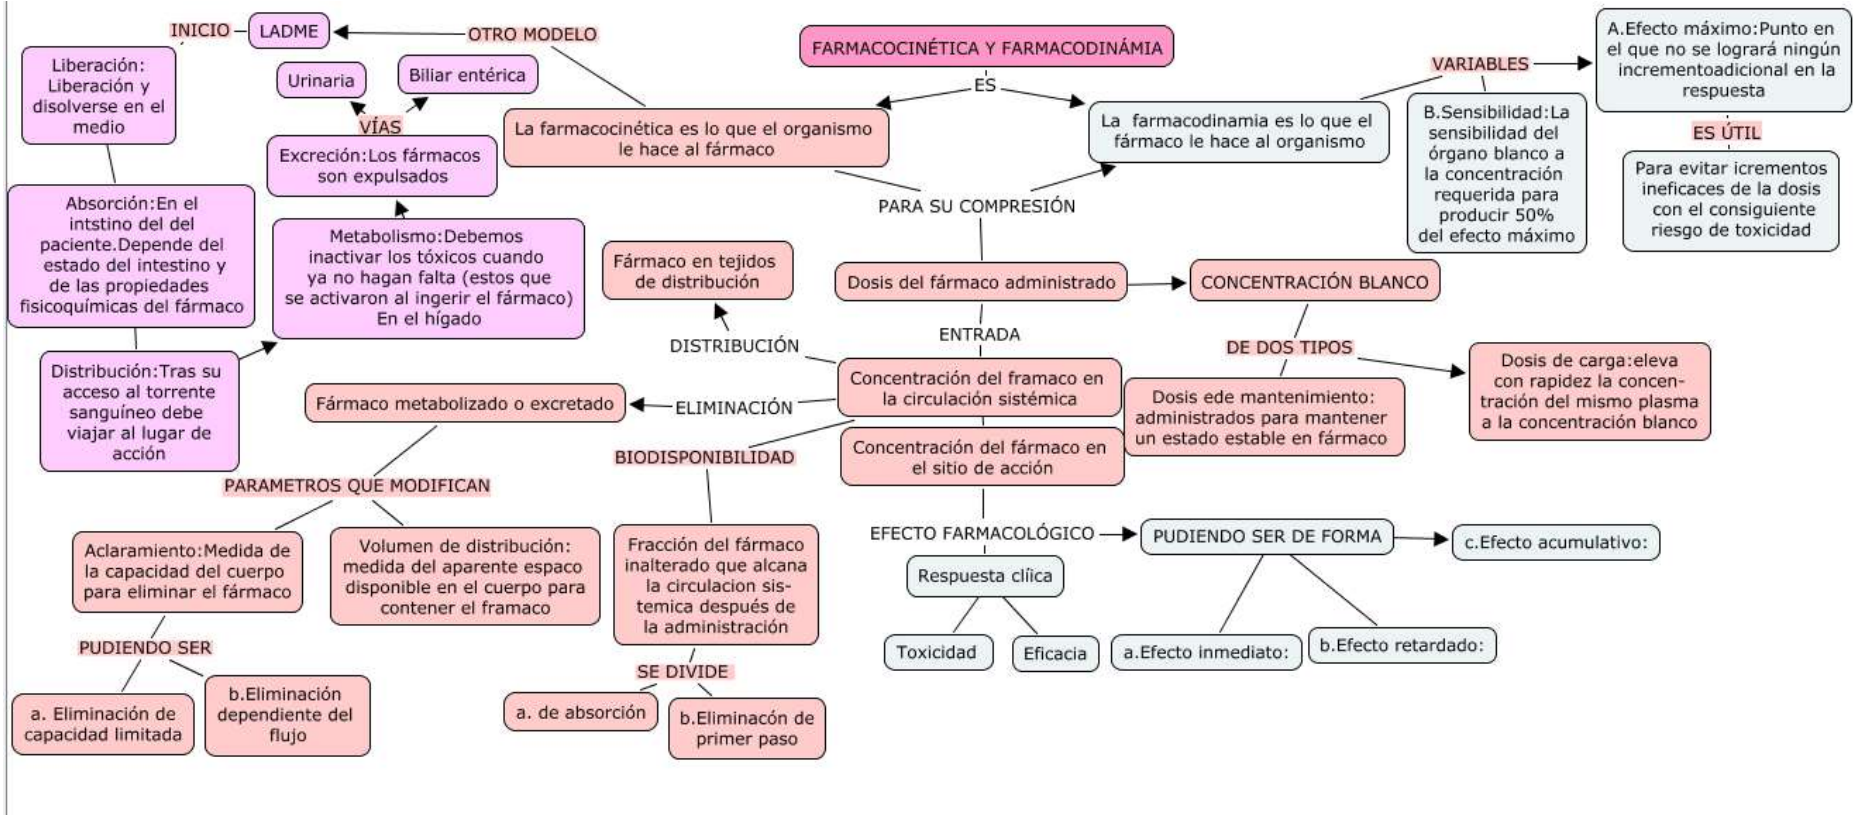 FARMACOCINÉTICA Y FARMACODINÁMIA
ES
La farmacocinética es lo que el organismo
le hace al fármaco
La farmacodinamia es lo que el
fármaco le hace al organismo
OTRO MODELO
LADME
INICIO
Liberación:
Liberación y
disolverse en el
medio
Absorción:En el
intstino del del
paciente.Depende del
estado del intestino y
de las propiedades
fisicoquímicas del fármaco
Distribución:Tras su
acceso al torrente
sanguíneo debe
viajar al lugar de
acción
Metabolismo:Debemos
inactivar los tóxicos cuando
ya no hagan falta (estos que
se activaron al ingerir el fármaco)
En el hígado
Excreción:Los fármacos
son expulsados
VÍAS
Urinaria
Biliar entérica
VARIABLES
A.Efecto máximo:Punto en
el que no se logrará ningún
incrementoadicional en la
respuesta
ES ÚTIL
Para evitar icrementos
ineficaces de la dosis
con el consiguiente
riesgo de toxicidad
B.Sensibilidad:La
sensibilidad del
órgano blanco a
la concentración
requerida para
producir 50%
del efecto máximo
PARA SU COMPRESIÓN
Dosis del fármaco administrado
CONCENTRACIÓN BLANCO
DE DOS TIPOS
Dosis ede mantenimiento:
administrados para mantener
un estado estable en fármaco
Dosis de carga:eleva
con rapidez la concen-
tración del mismo plasma
a la concentración blanco
ENTRADA
Concentración del framaco en
la circulación sistémica
DISTRIBUCIÓN
Fármaco en tejidos
de distribución
ELIMINACIÓN
Fármaco metabolizado o excretado
PARAMETROS QUE MODIFICAN
Aclaramiento:Medida de
la capacidad del cuerpo
para eliminar el fármaco
Volumen de distribución:
medida del aparente espaco
disponible en el cuerpo para
contener el framaco
PUDIENDO SER
a. Eliminación de
capacidad limitada
b.Eliminación
dependiente del
flujo
BIODISPONIBILIDAD
Fracción del fármaco
inalterado que alcana
la circulacion sis-
temica después de
la administración
SE DIVIDE
a. de absorción
b.Eliminacón de
primer paso
Concentración del fármaco en
el sitio de acción
EFECTO FARMACOLÓGICO
Respuesta clíica
Toxicidad
Eficacia
PUDIENDO SER DE FORMA
a.Efecto inmediato:
b.Efecto retardado:
c.Efecto acumulativo: